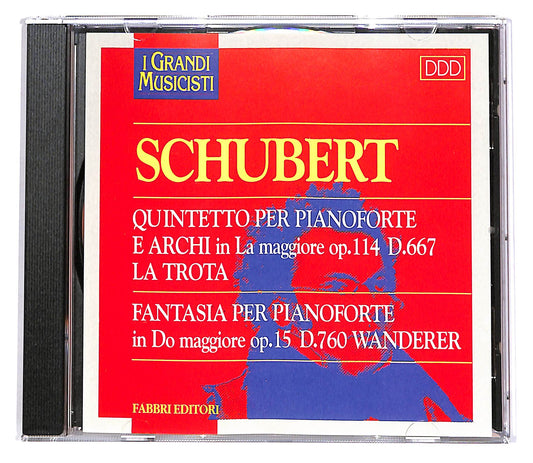 I GRANDI
MUSICISTI
DDD
SCHUBERT
QUINTETTO PER PIANOFORTE
E ARCHI in La maggiore op.114 D.667
LA TROTA
FANTASIA PER PIANOFORTE
in Do maggiore op.15 D.760 WANDERER
FABBRI EDITORI